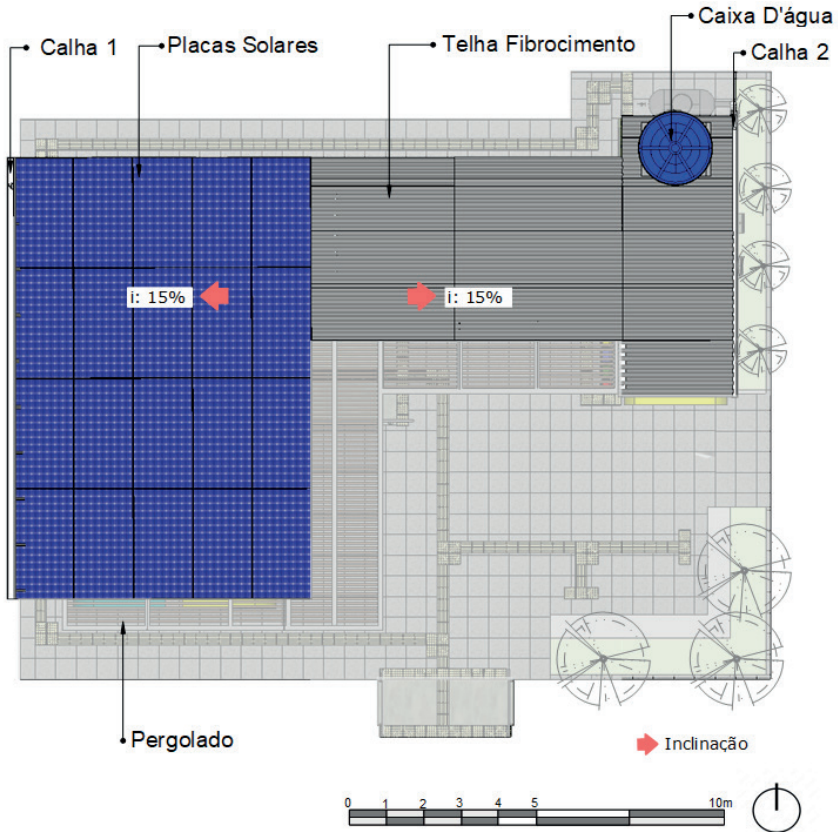 Calha 1
Placas Solares
Telha Fibrocimento
Caixa D'água
Calha 2
i: 15%
i: 15%
Pergolado
Inclinação
0 1 2 3 4 5 10m